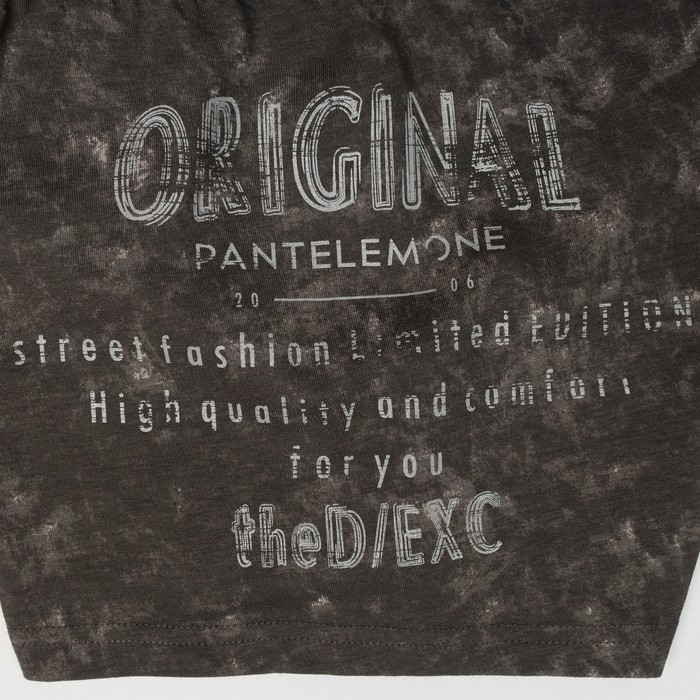 ORIGINAL
PANTELEMONE
20 06
street fashion Limited EDITION
High quality and comfort
for you
theD/EXC